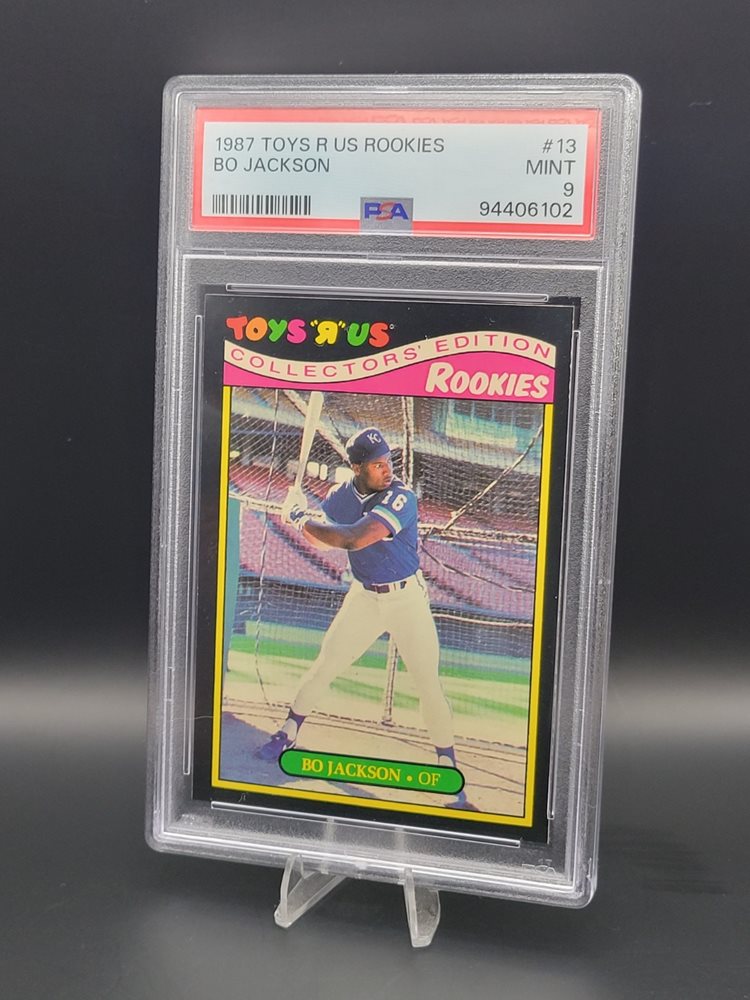 1987 TOYS R US ROOKIES #13
BO JACKSON MINT
9
PSA 94406102
TOYS "R" US
COLLECTORS' EDITION
ROOKIES
KC
16
BO JACKSON • OF